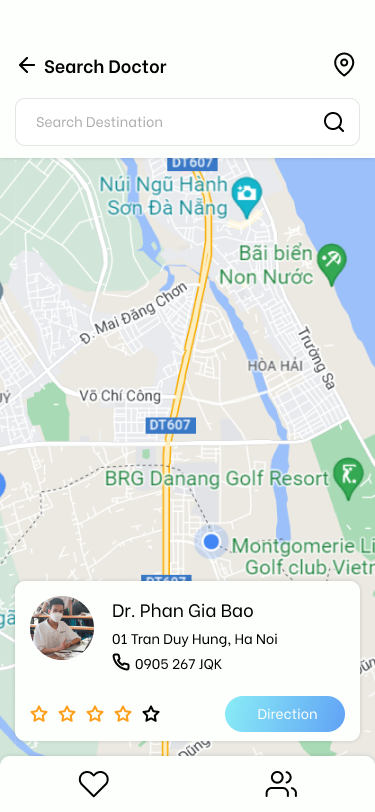 Search Doctor
Search Destination
DT607
Núi Ngũ Hành
Sơn Đà Nẵng
Bãi biển
Non Nước
Đ. Mai Đăng Chơn
Trường Sa
HÒA HẢI
Võ Chí Công
DT607
BRG Danang Golf Resort
Montgomerie Li
Golf club Vietr
DT607
Dr. Phan Gia Bao
01 Tran Duy Hung, Ha Noi
0905 267 JQK
Direction